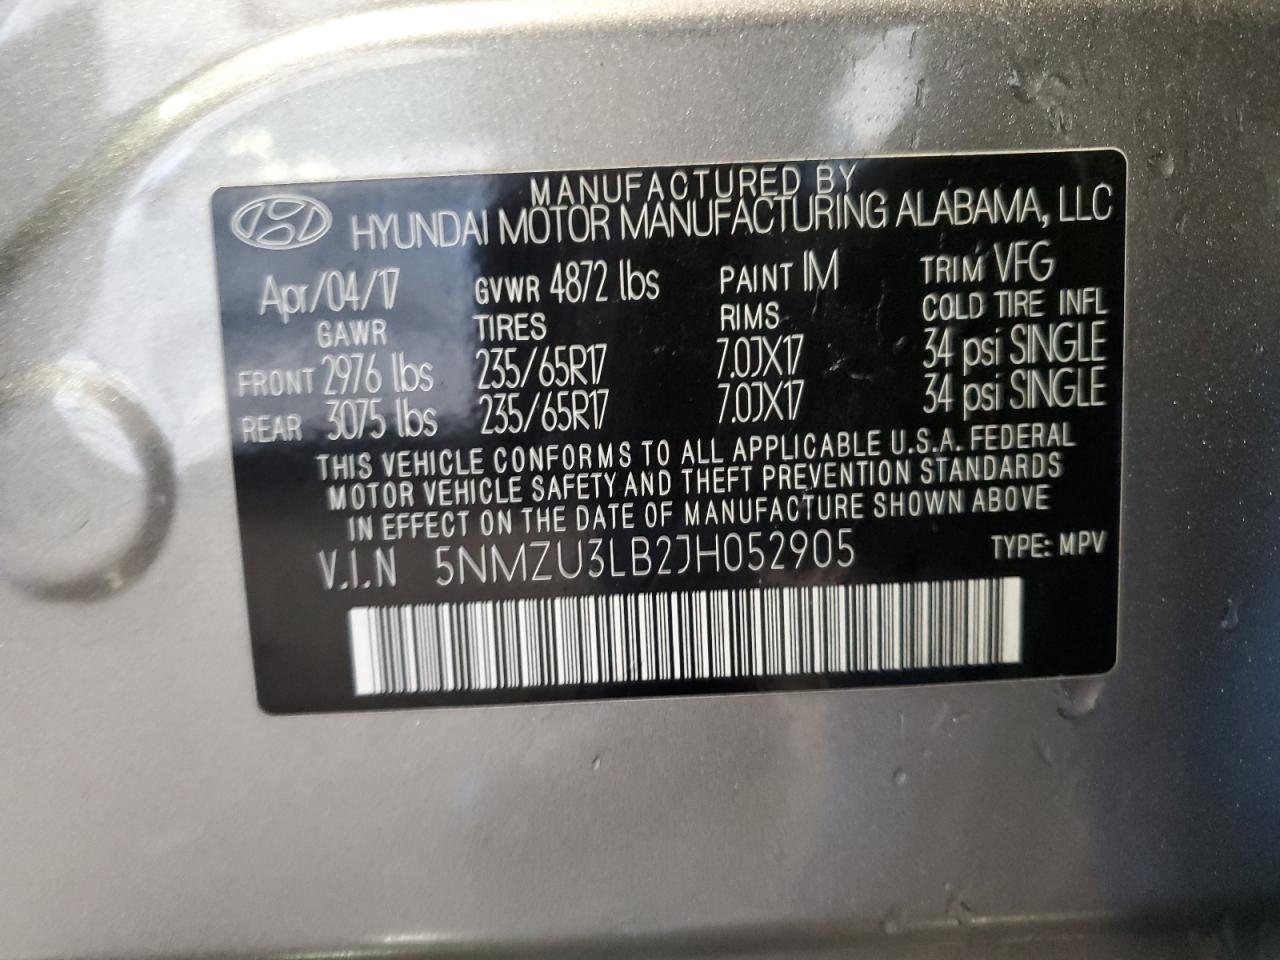 MANUFACTURED BY
HYUNDAI MOTOR MANUFACTURING ALABAMA, LLC
Apr/04/17 GVWR 4872 lbs PAINT IM TRIM VFG
GAWR TIRES RIMS COLD TIRE INFL
FRONT 2976 lbs 235/65R17 7.0JX17 34 psi SINGLE
REAR 3075 lbs 235/65R17 7.0JX17 34 psi SINGLE
THIS VEHICLE CONFORMS TO ALL APPLICABLE U.S.A. FEDERAL
MOTOR VEHICLE SAFETY AND THEFT PREVENTION STANDARDS
IN EFFECT ON THE DATE OF MANUFACTURE SHOWN ABOVE
V.I.N 5NMZU3LB2JH052905 TYPE: MPV